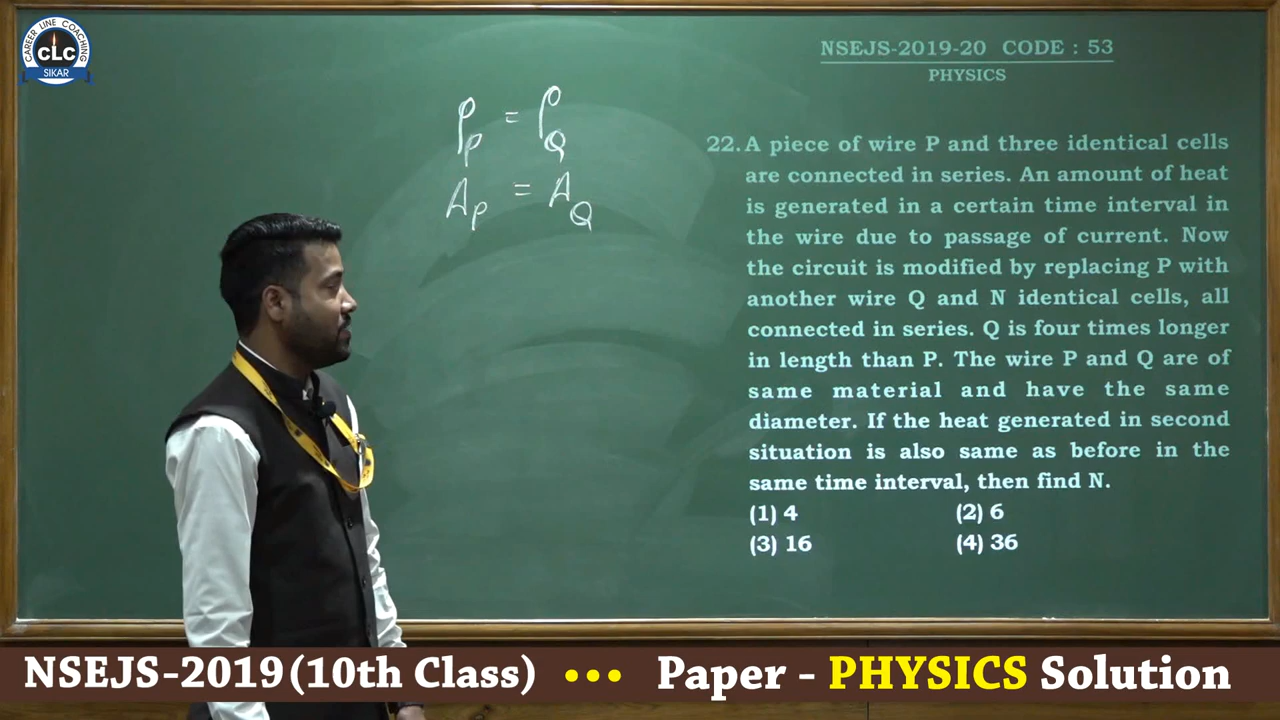 CAREER LINE COACHING
CLC
SIKAR
NSEJS-2019-20 CODE : 53
PHYSICS
ρ_P = ρ_Q
A_P = A_Q
22. A piece of wire P and three identical cells
are connected in series. An amount of heat
is generated in a certain time interval in
the wire due to passage of current. Now
the circuit is modified by replacing P with
another wire Q and N identical cells, all
connected in series. Q is four times longer
in length than P. The wire P and Q are of
same material and have the same
diameter. If the heat generated in second
situation is also same as before in the
same time interval, then find N.
(1) 4 (2) 6
(3) 16 (4) 36
NSEJS-2019(10th Class) ••• Paper - PHYSICS Solution